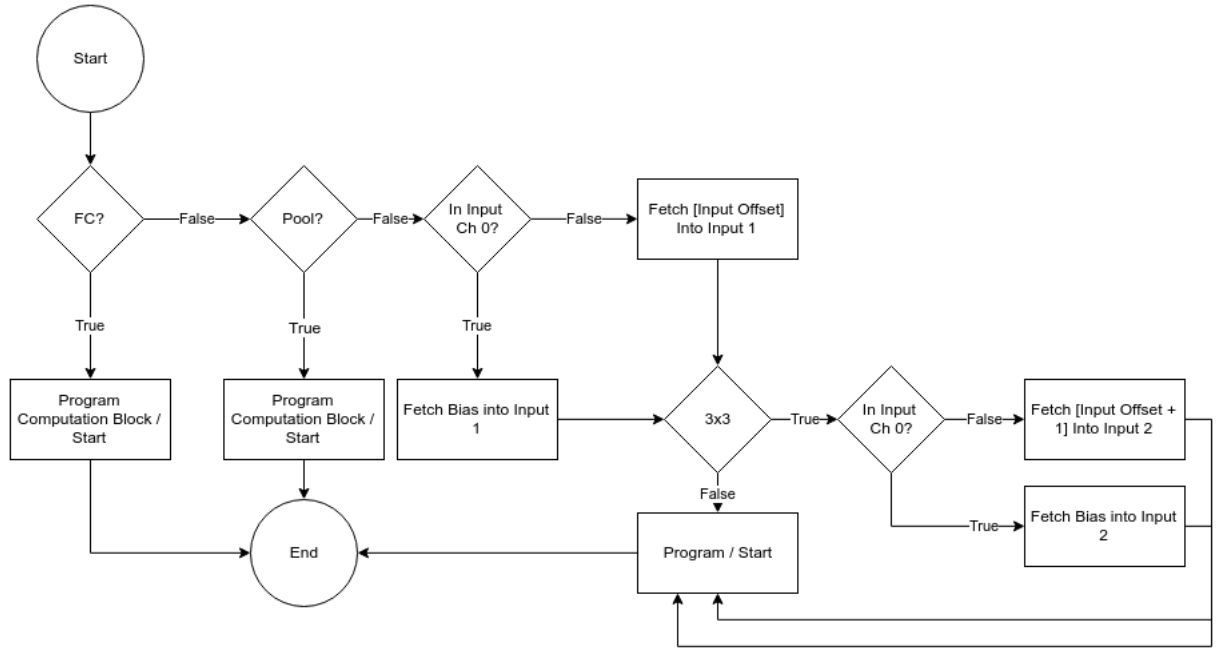 Start
FC?
False
Pool?
False
In Input
Ch 0?
False
Fetch [Input Offset]
Into Input 1
True
True
True
Program
Computation Block /
Start
Program
Computation Block /
Start
Fetch Bias into Input
1
3x3
True
In Input
Ch 0?
False
Fetch [Input Offset +
1] Into Input 2
False
True
Fetch Bias into Input
2
End
Program / Start